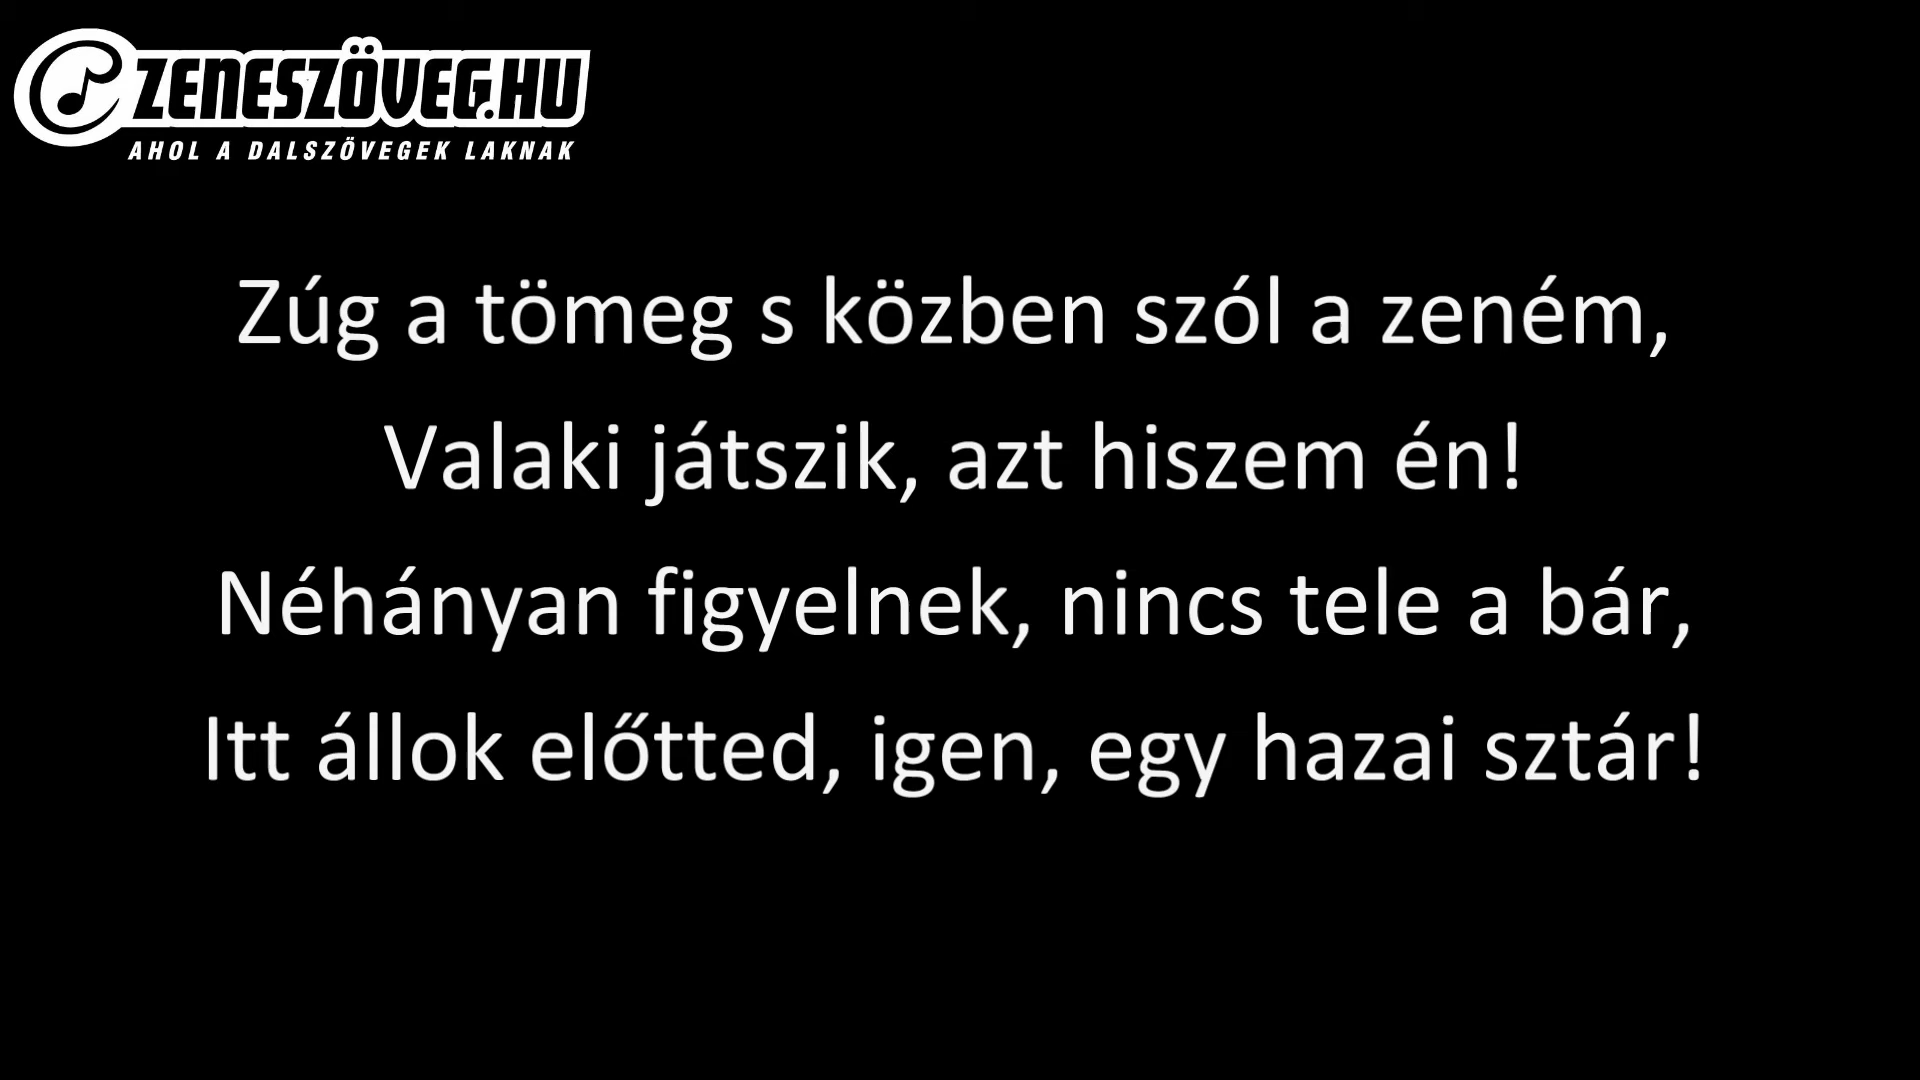 ZENESZÖVEG.HU
AHOL A DALSZÖVEGEK LAKNAK
Zúg a tömeg s közben szól a zeném,
Valaki játszik, azt hiszem én!
Néhányan figyelnek, nincs tele a bár,
Itt állok előtted, igen, egy hazai sztár!